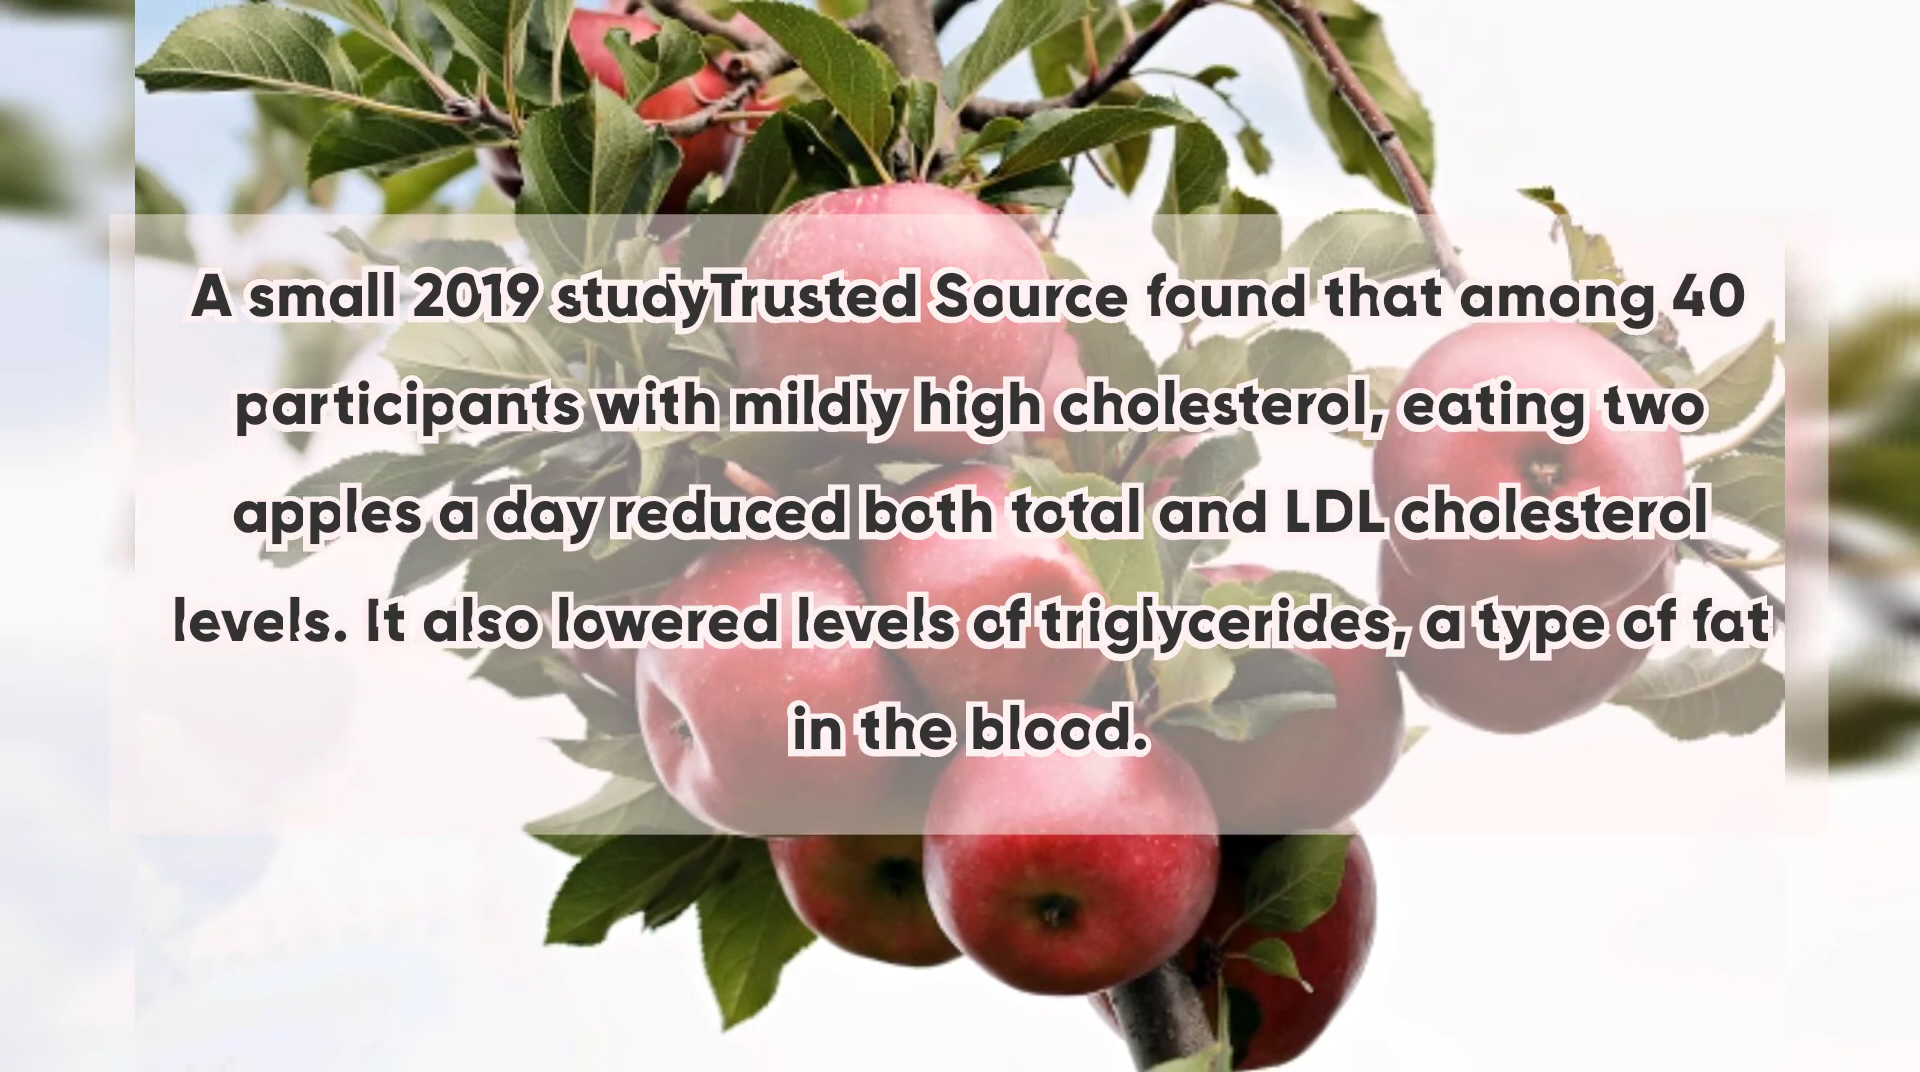 A small 2019 studyTrusted Source found that among 40
participants with mildly high cholesterol, eating two
apples a day reduced both total and LDL cholesterol
levels. It also lowered levels of triglycerides, a type of fat
in the blood.